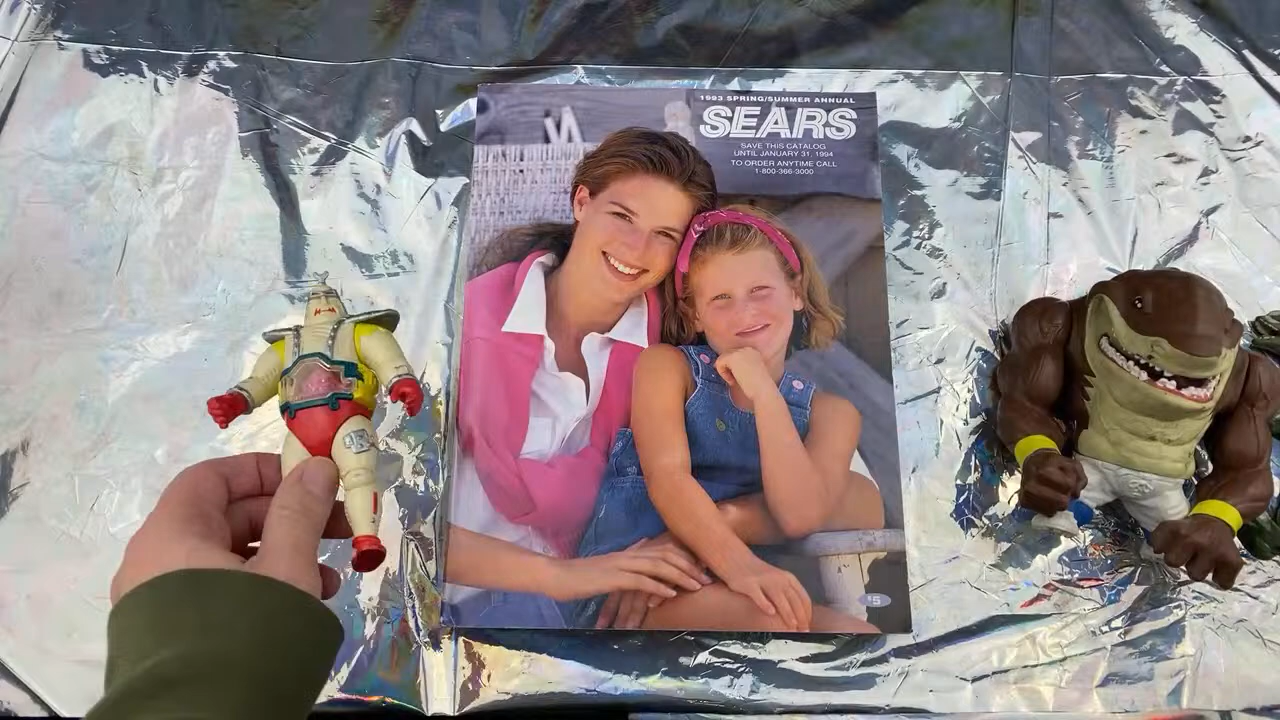 1993 SPRING/SUMMER ANNUAL
SEARS
SAVE THIS CATALOG
UNTIL JANUARY 31, 1994
TO ORDER ANYTIME CALL
1-800-366-3000
$5